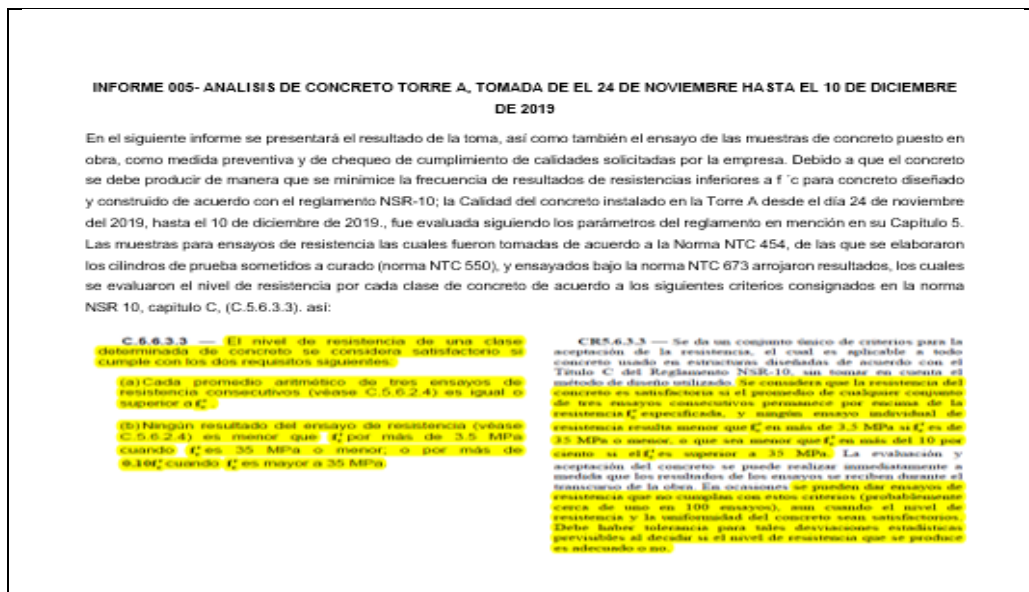 INFORME 005- ANALISIS DE CONCRETO TORRE A, TOMADA DE EL 24 DE NOVIEMBRE HASTA EL 10 DE DICIEMBRE
DE 2019
En el siguiente informe se presentará el resultado de la toma, así como también el ensayo de las muestras de concreto puesto en
obra, como medida preventiva y de chequeo de cumplimiento de calidades solicitadas por la empresa. Debido a que el concreto
se debe producir de manera que se minimice la frecuencia de resultados de resistencias inferiores a f ´c para concreto diseñado
y construido de acuerdo con el reglamento NSR-10; la Calidad del concreto instalado en la Torre A desde el día 24 de noviembre
del 2019, hasta el 10 de diciembre de 2019., fue evaluada siguiendo los parámetros del reglamento en mención en su Capítulo 5.
Las muestras para ensayos de resistencia las cuales fueron tomadas de acuerdo a la Norma NTC 454, de las que se elaboraron
los cilindros de prueba sometidos a curado (norma NTC 550), y ensayados bajo la norma NTC 673 arrojaron resultados, los cuales
se evaluaron el nivel de resistencia por cada clase de concreto de acuerdo a los siguientes criterios consignados en la norma
NSR 10, capitulo C, (C.5.6.3.3). así:
C.5.6.3.3 — El nivel de resistencia de una clase
determinada de concreto se considera satisfactorio si
cumple con los dos requisitos siguientes:
(a) Cada promedio aritmético de tres ensayos de
resistencia consecutivos (véase C.5.6.2.4) es igual o
superior a f′c.
(b) Ningún resultado del ensayo de resistencia (véase
C.5.6.2.4) es menor que f′c por más de 3.5 MPa
cuando f′c es 35 MPa o menor; o por más de
0.10f′c cuando f′c es mayor a 35 MPa.
CR5.6.3.3 — Se da un conjunto único de criterios para la
aceptación de la resistencia, el cual es aplicable a todo
concreto usado en estructuras diseñadas de acuerdo con el
Título C del Reglamento NSR-10, sin tomar en cuenta el
método de diseño utilizado. Se considera que la resistencia del
concreto es satisfactoria si el promedio de cualquier conjunto
de tres ensayos consecutivos permanece por encima de la
resistencia f′c especificada, y ningún ensayo individual de
resistencia resulta menor que f′c en más de 3.5 MPa si f′c es de
35 MPa o menor, o que sea menor que f′c en más del 10 por
ciento si el f′c es superior a 35 MPa. La evaluación y
aceptación del concreto se puede realizar inmediatamente a
medida que los resultados de los ensayos se reciben durante el
transcurso de la obra. En ocasiones se pueden dar ensayos de
resistencia que no cumplan con estos criterios (probablemente
cerca de uno en 100 ensayos), aun cuando el nivel de
resistencia y la uniformidad del concreto sean satisfactorios.
Debe haber tolerancia para tales desviaciones estadísticas
previsibles al decidir si el nivel de resistencia que se produce
es adecuado o no.